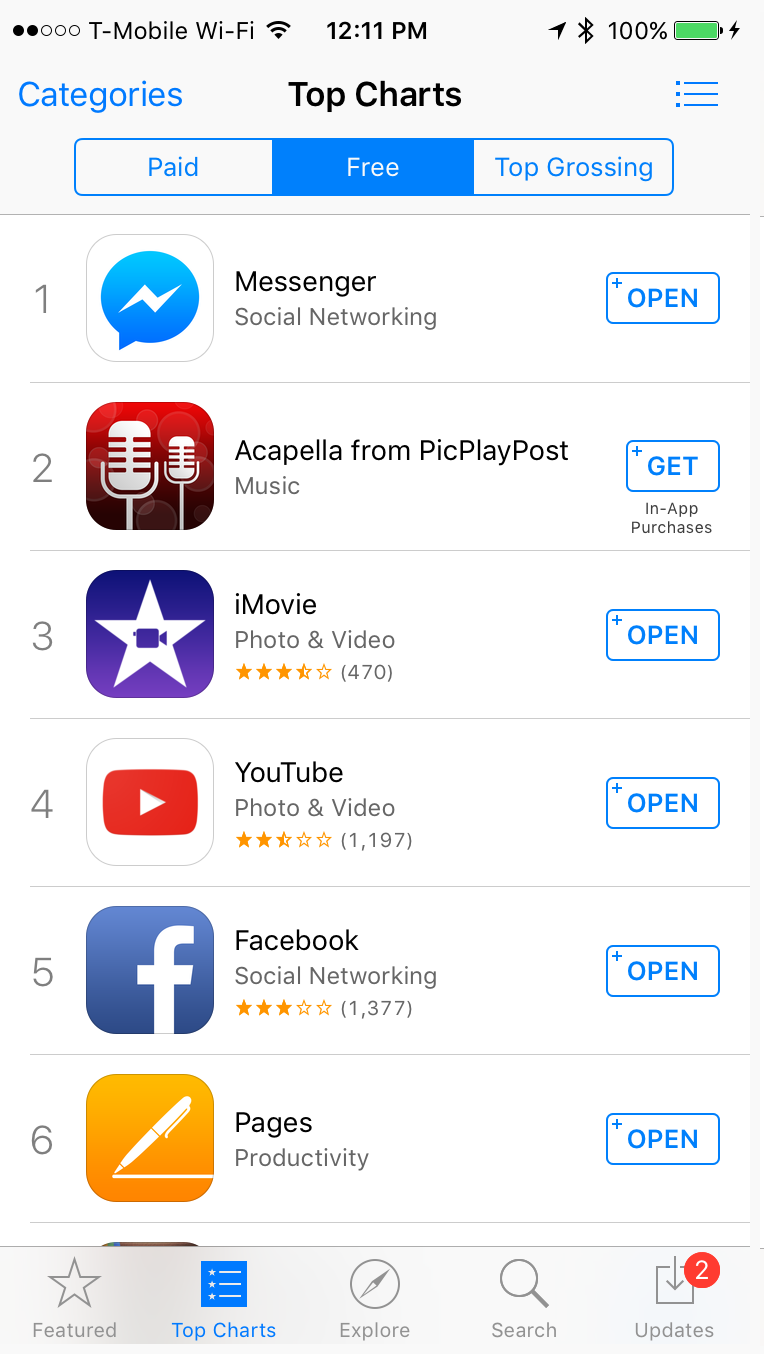 T-Mobile Wi-Fi 12:11 PM 100%
Categories Top Charts
Paid Free Top Grossing
1 Messenger
Social Networking
OPEN
2 Acapella from PicPlayPost
Music
GET
In-App
Purchases
3 iMovie
Photo & Video
(470)
OPEN
4 YouTube
Photo & Video
(1,197)
OPEN
5 Facebook
Social Networking
(1,377)
OPEN
6 Pages
Productivity
OPEN
2
Featured Top Charts Explore Search Updates